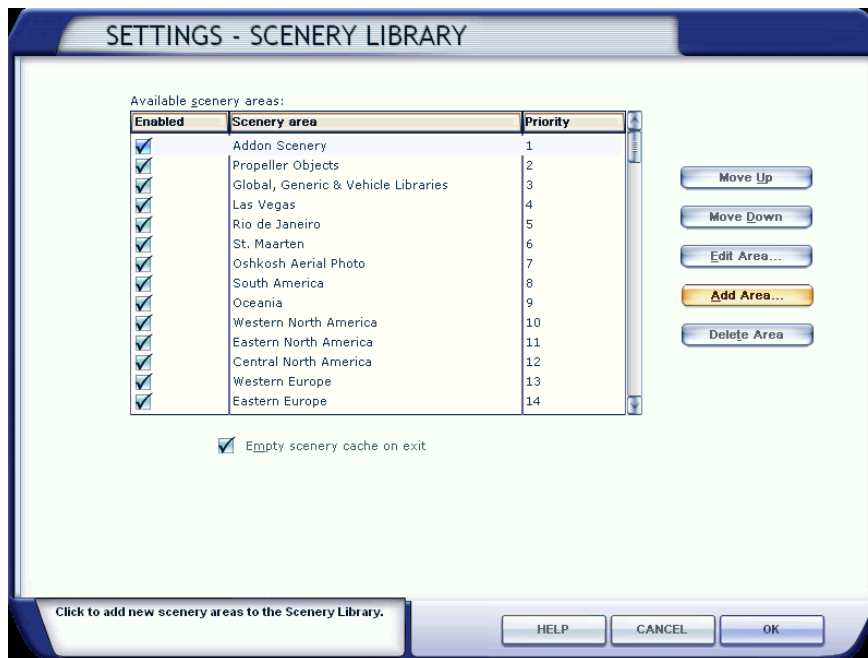 SETTINGS - SCENERY LIBRARY
Available scenery areas:
Enabled Scenery area Priority
Addon Scenery 1
Propeller Objects 2
Global, Generic & Vehicle Libraries 3
Las Vegas 4
Rio de Janeiro 5
St. Maarten 6
Oshkosh Aerial Photo 7
South America 8
Oceania 9
Western North America 10
Eastern North America 11
Central North America 12
Western Europe 13
Eastern Europe 14
Move Up
Move Down
Edit Area...
Add Area...
Delete Area
Empty scenery cache on exit
Click to add new scenery areas to the Scenery Library.
HELP CANCEL OK